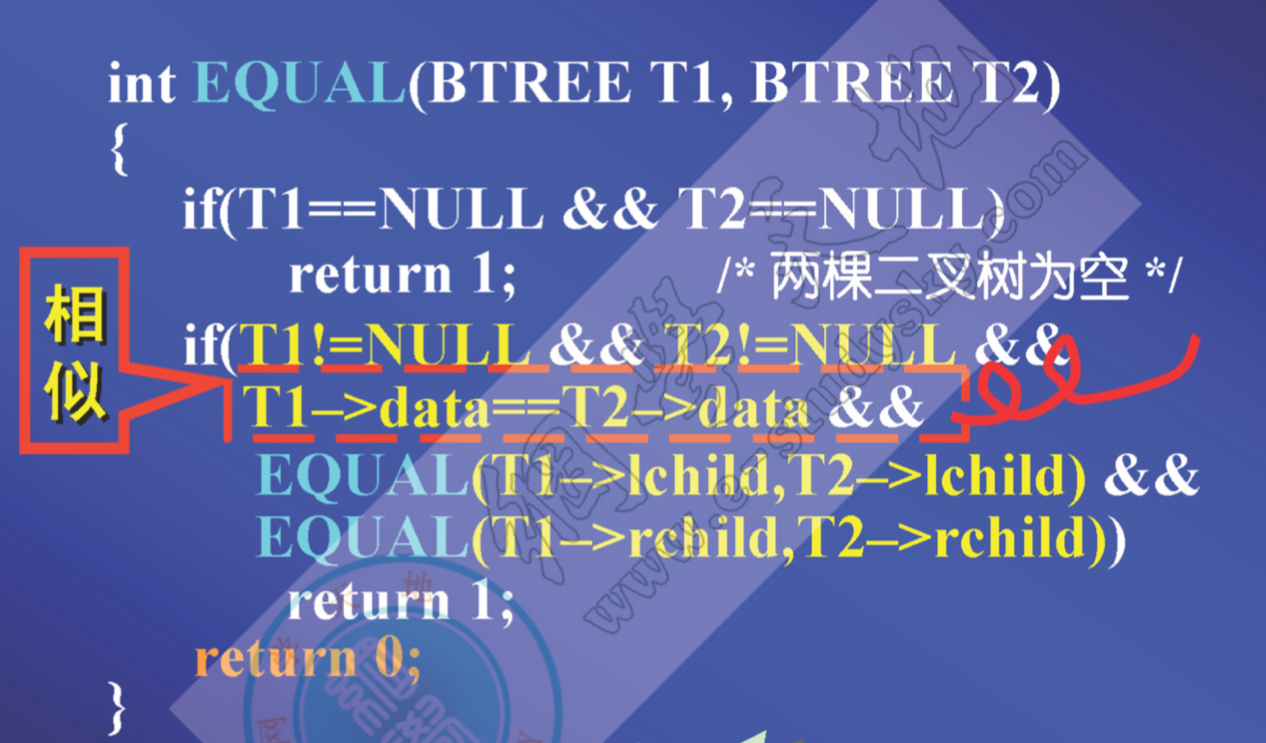 int EQUAL(BTREE T1, BTREE T2)
{
if(T1==NULL && T2==NULL)
return 1; /* 两棵二叉树为空 */
相似
if(T1!=NULL && T2!=NULL &&
T1–>data==T2–>data &&
EQUAL(T1–>lchild,T2–>lchild) &&
EQUAL(T1–>rchild,T2–>rchild))
return 1;
return 0;
}